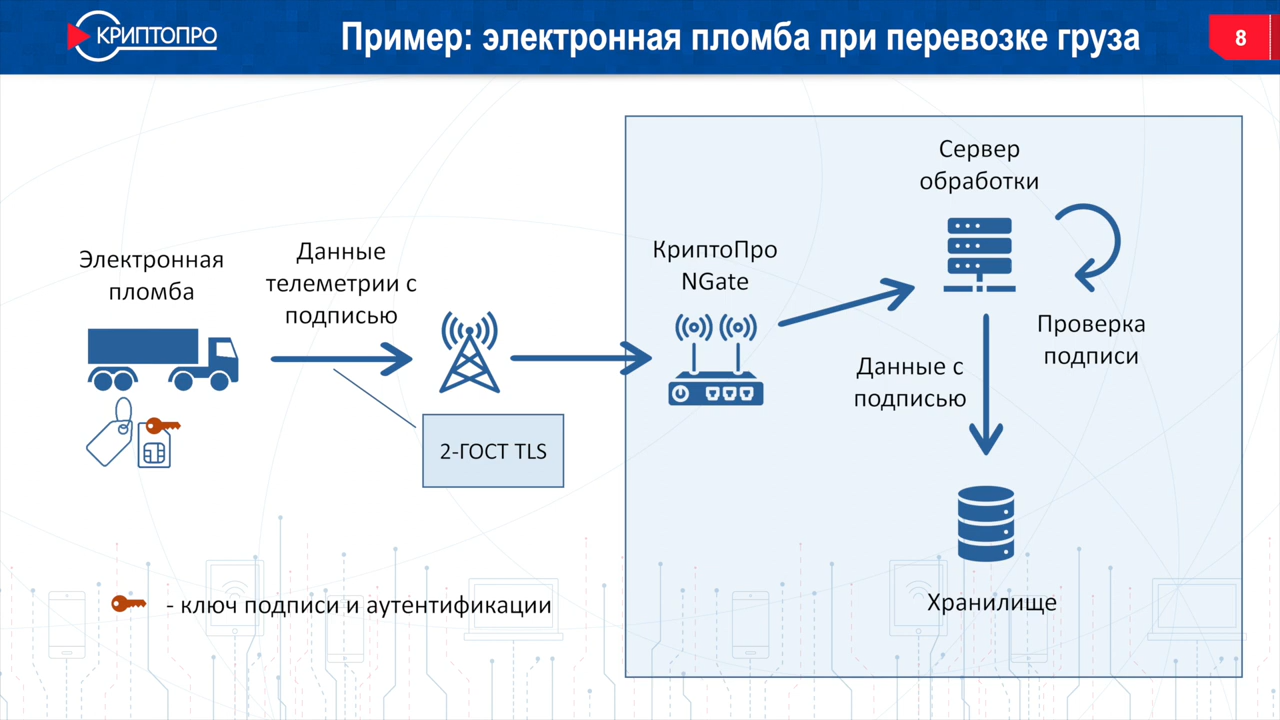 КРИПТОПРО
Пример: электронная пломба при перевозке груза
8
Электронная
пломба
Данные
телеметрии с
подписью
2-ГОСТ TLS
КриптоПро
NGate
Сервер
обработки
Проверка
подписи
Данные с
подписью
Хранилище
- ключ подписи и аутентификации